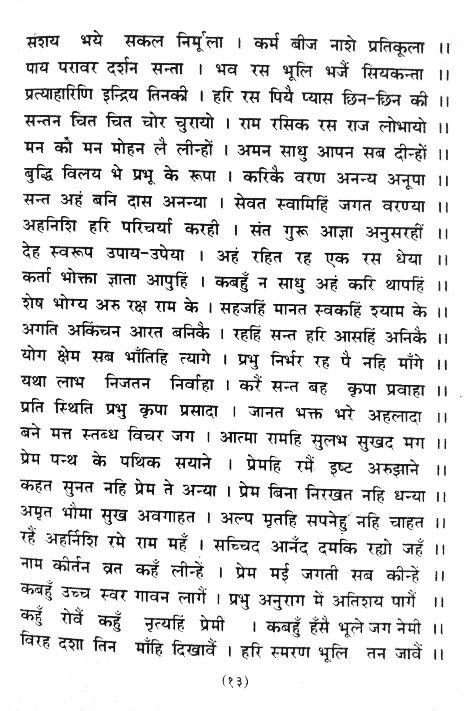 संशय भये सकल निर्मूला । कर्म बीज नाशे प्रतिकूला ।।
पाय परावर दर्शन सन्ता । भव रस भूलि भजैं सियकन्ता ।।
प्रत्याहारिणि इन्द्रिय तिनकी । हरि रस पियै प्यास छिन-छिन की ।।
सन्तन चित चित चोर चुरायो । राम रसिक रस राज लोभायो ।।
मन को मन मोहन लै लीन्हों । अमन साधु आपन सब दीन्हों ।।
बुद्धि विलय भे प्रभू के रूपा । करिकै वरण अनन्य अनूपा ।।
सन्त अहं बनि दास अनन्या । सेवत स्वामिहिं जगत वरण्या ।।
अहनिशि हरि परिचर्या करही । संत गुरू आज्ञा अनुसरहीं ।।
देह स्वरूप उपाय-उपेया । अहं रहित रह एक रस धेया ।।
कर्ता भोक्ता ज्ञाता आपुहिं । कबहुँ न साधु अहं करि थापहिं ।।
शेष भोग्य अरु रक्ष राम के । सहजहिं मानत स्वकहिं श्याम के ।।
अगति अकिंचन आरत बनिकै । रहहिं सन्त हरि आसहिं अनिकै ।।
योग क्षेम सब भाँतिहि त्यागे । प्रभु निर्भर रह पै नहि माँगे ।।
यथा लाभ निजतन निर्वाहा । करैं सन्त बह कृपा प्रवाहा ।।
प्रति स्थिति प्रभु कृपा प्रसादा । जानत भक्त भरे अहलादा ।।
बने मत्त स्तब्ध विचर जग । आत्मा रामहि सुलभ सुखद मग ।।
प्रेम पन्थ के पथिक सयाने । प्रेमहि रमैं इष्ट अरुझाने ।।
कहत सुनत नहि प्रेम ते अन्या । प्रेम बिना निरखत नहि धन्या ।।
अमृत भौमा सुख अवगाहत । अल्प मृतहि सपनेहुँ नहि चाहत ।।
रहैं अहर्निशि रमे राम महँ । सच्चिद आनँद दमकि रह्यो जहँ ।।
नाम कीर्तन व्रत कहँ लीन्हें । प्रेम मई जगती सब कीन्हें ।।
कबहुँ उच्च स्वर गावन लागैं । प्रभु अनुराग में अतिशय पागैं ।।
कहुँ रोवैं कहुँ नृत्यहिं प्रेमी । कबहुँ हँसै भूले जग नेमी ।।
विरह दशा तिन माँहि दिखावैं । हरि स्मरण भूलि तन जावैं ।।
(१३)